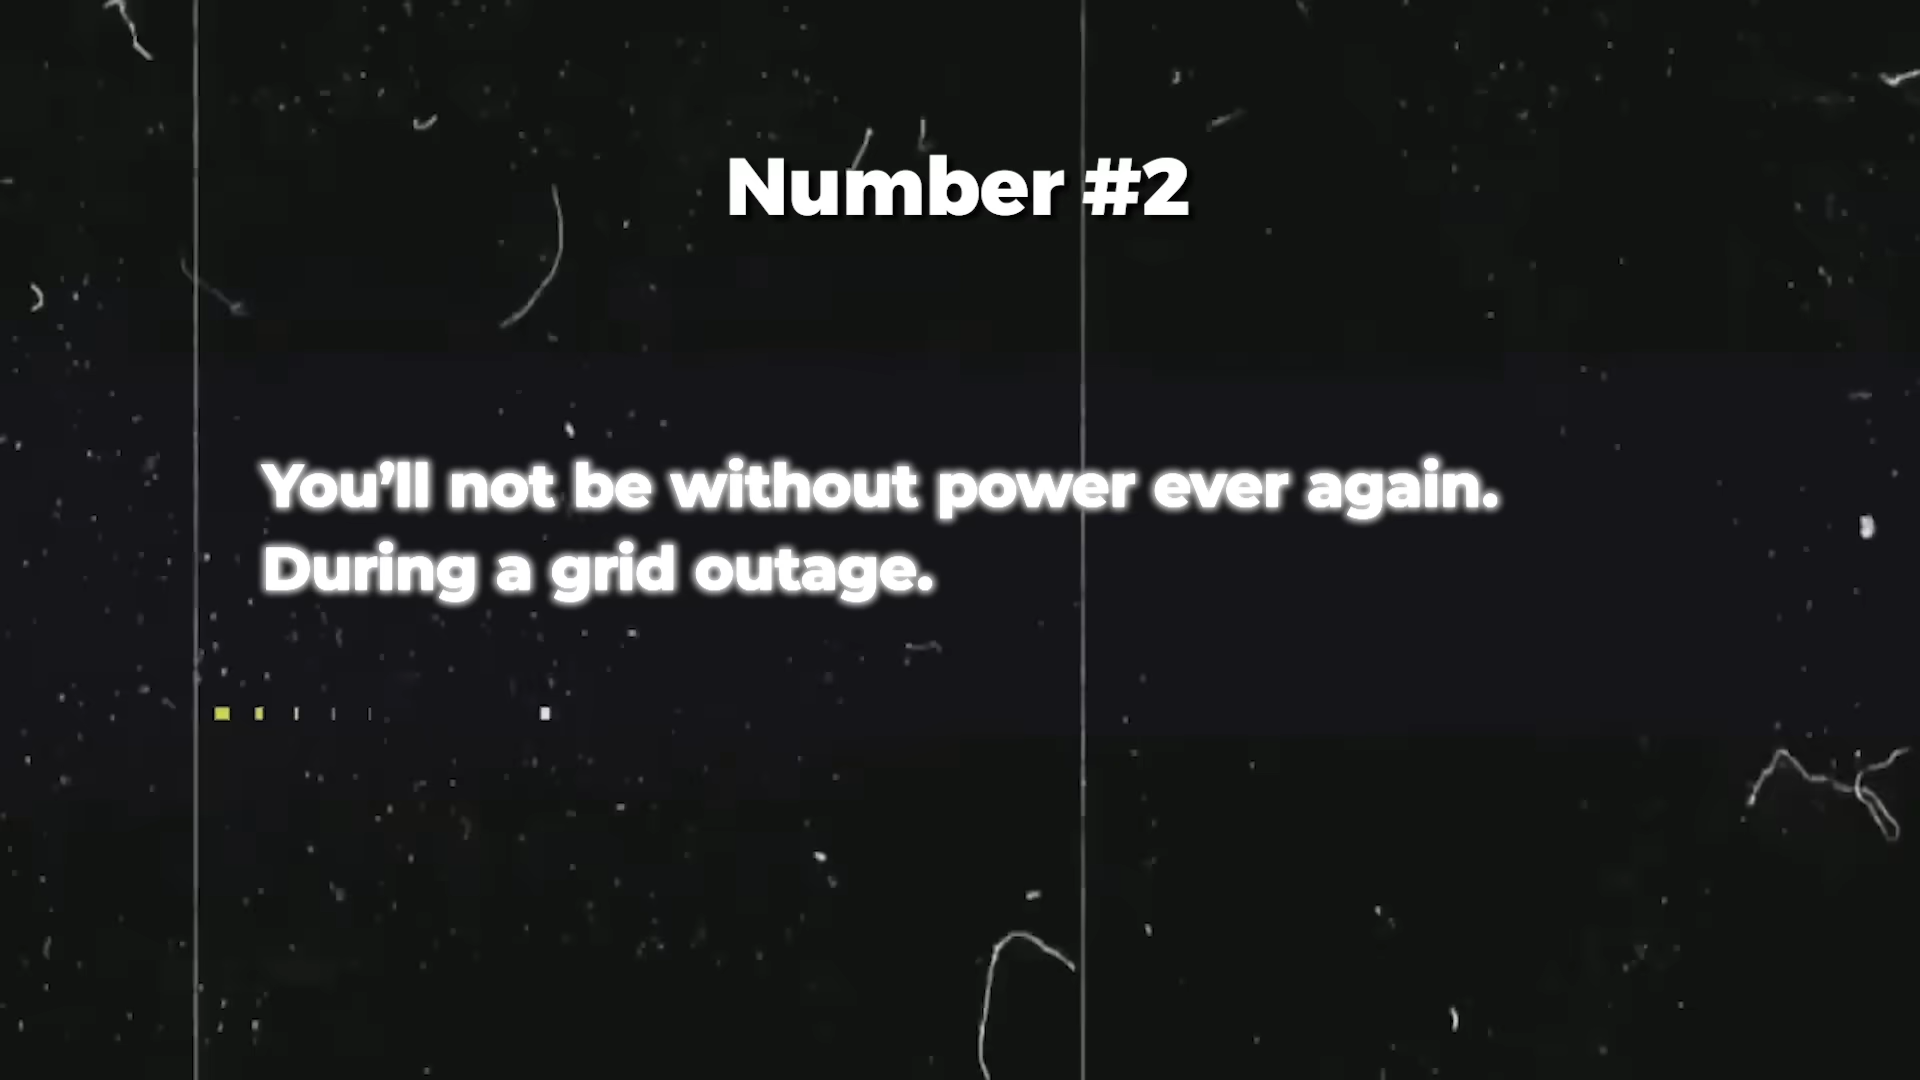 Number #2
You’ll not be without power ever again.
During a grid outage.